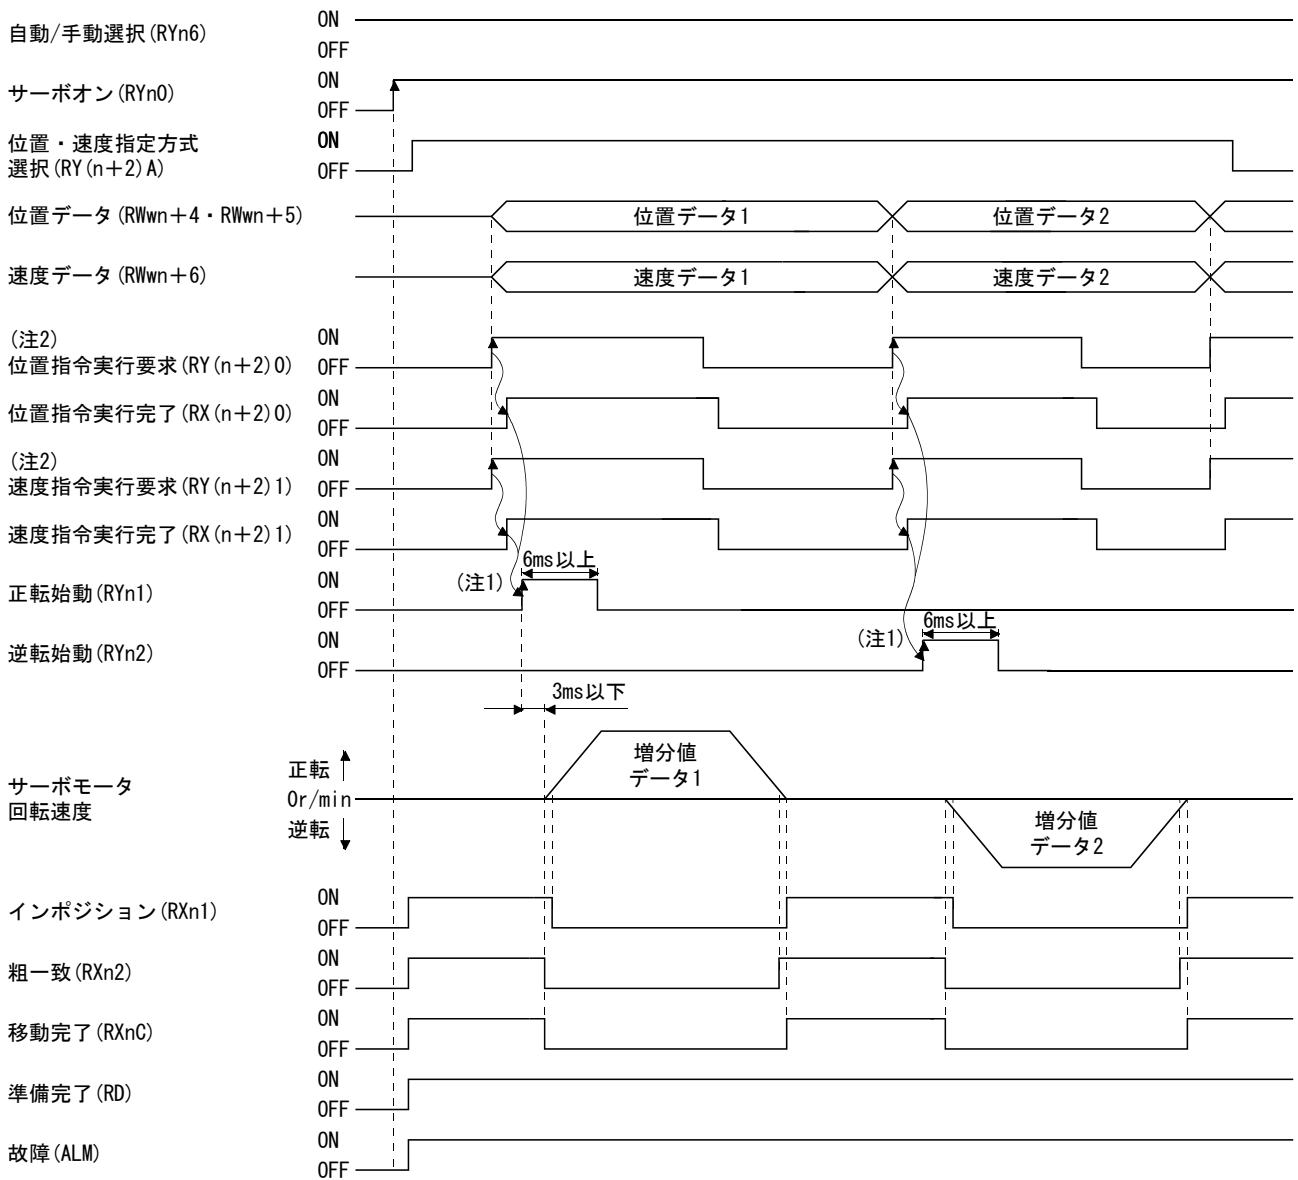 自動/手動選択(RYn6)
ON
OFF
サーボオン(RYn0)
ON
OFF
位置・速度指定方式
選択(RY(n+2)A)
ON
OFF
位置データ(RWwn+4・RWwn+5)
位置データ1
位置データ2
速度データ(RWwn+6)
速度データ1
速度データ2
(注2)
位置指令実行要求(RY(n+2)0)
ON
OFF
位置指令実行完了(RX(n+2)0)
ON
OFF
(注2)
速度指令実行要求(RY(n+2)1)
ON
OFF
速度指令実行完了(RX(n+2)1)
ON
OFF
正転始動(RYn1)
ON
OFF
(注1)
6ms以上
逆転始動(RYn2)
ON
OFF
(注1)
6ms以上
3ms以下
サーボモータ
回転速度
正転
0r/min
逆転
増分値
データ1
増分値
データ2
インポジション(RXn1)
ON
OFF
粗一致(RXn2)
ON
OFF
移動完了(RXnC)
ON
OFF
準備完了(RD)
ON
OFF
故障(ALM)
ON
OFF